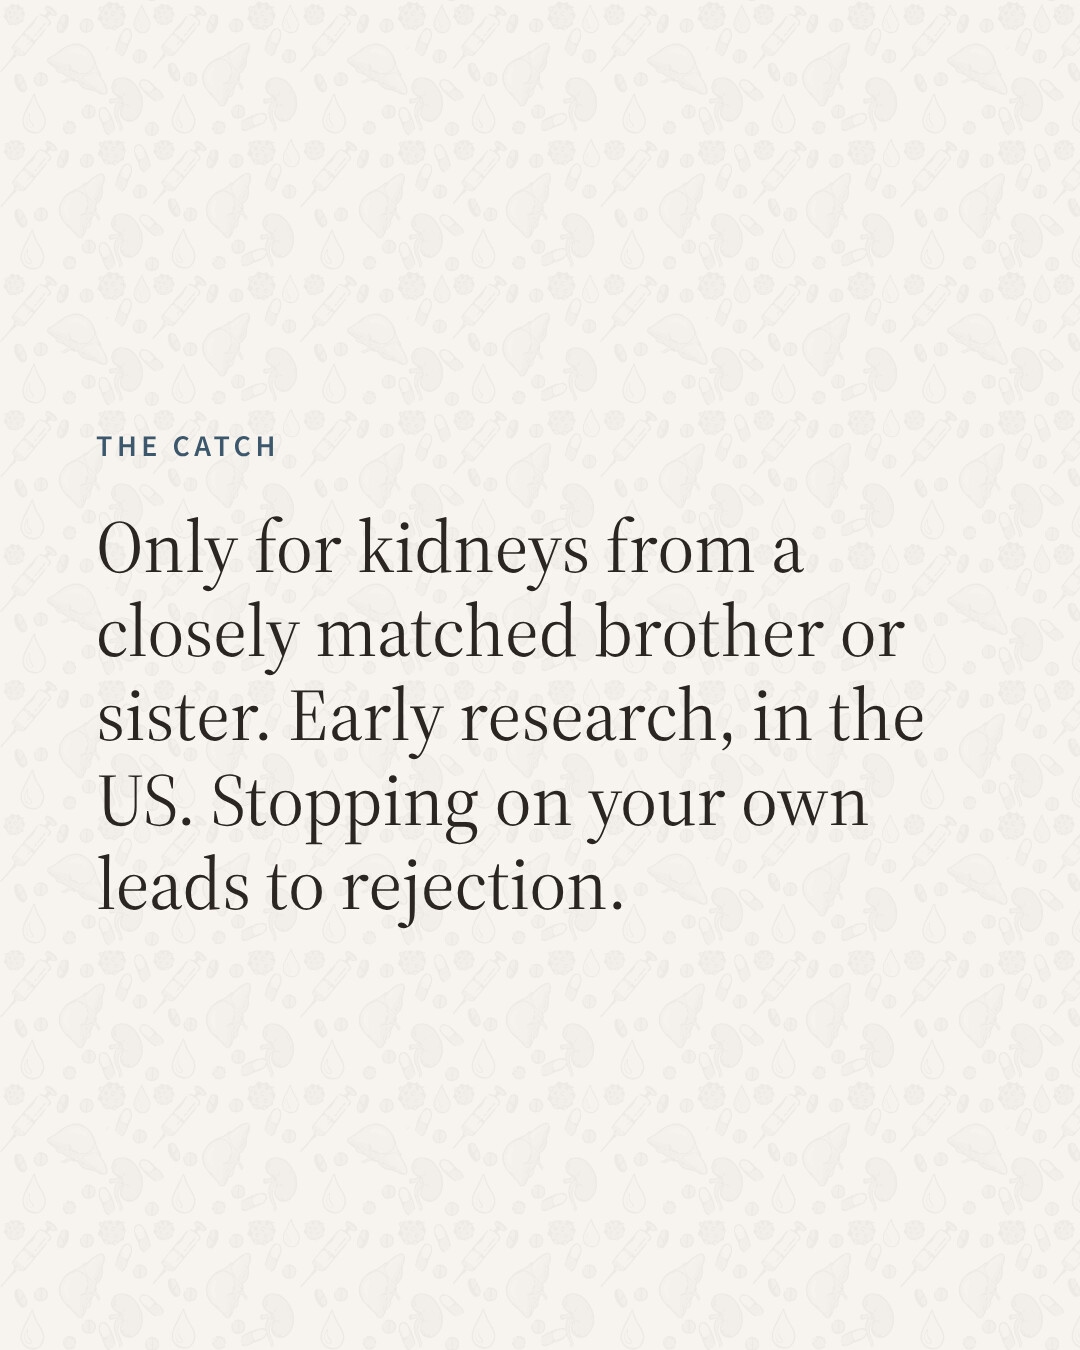 THE CATCH
Only for kidneys from a
closely matched brother or
sister. Early research, in the
US. Stopping on your own
leads to rejection.